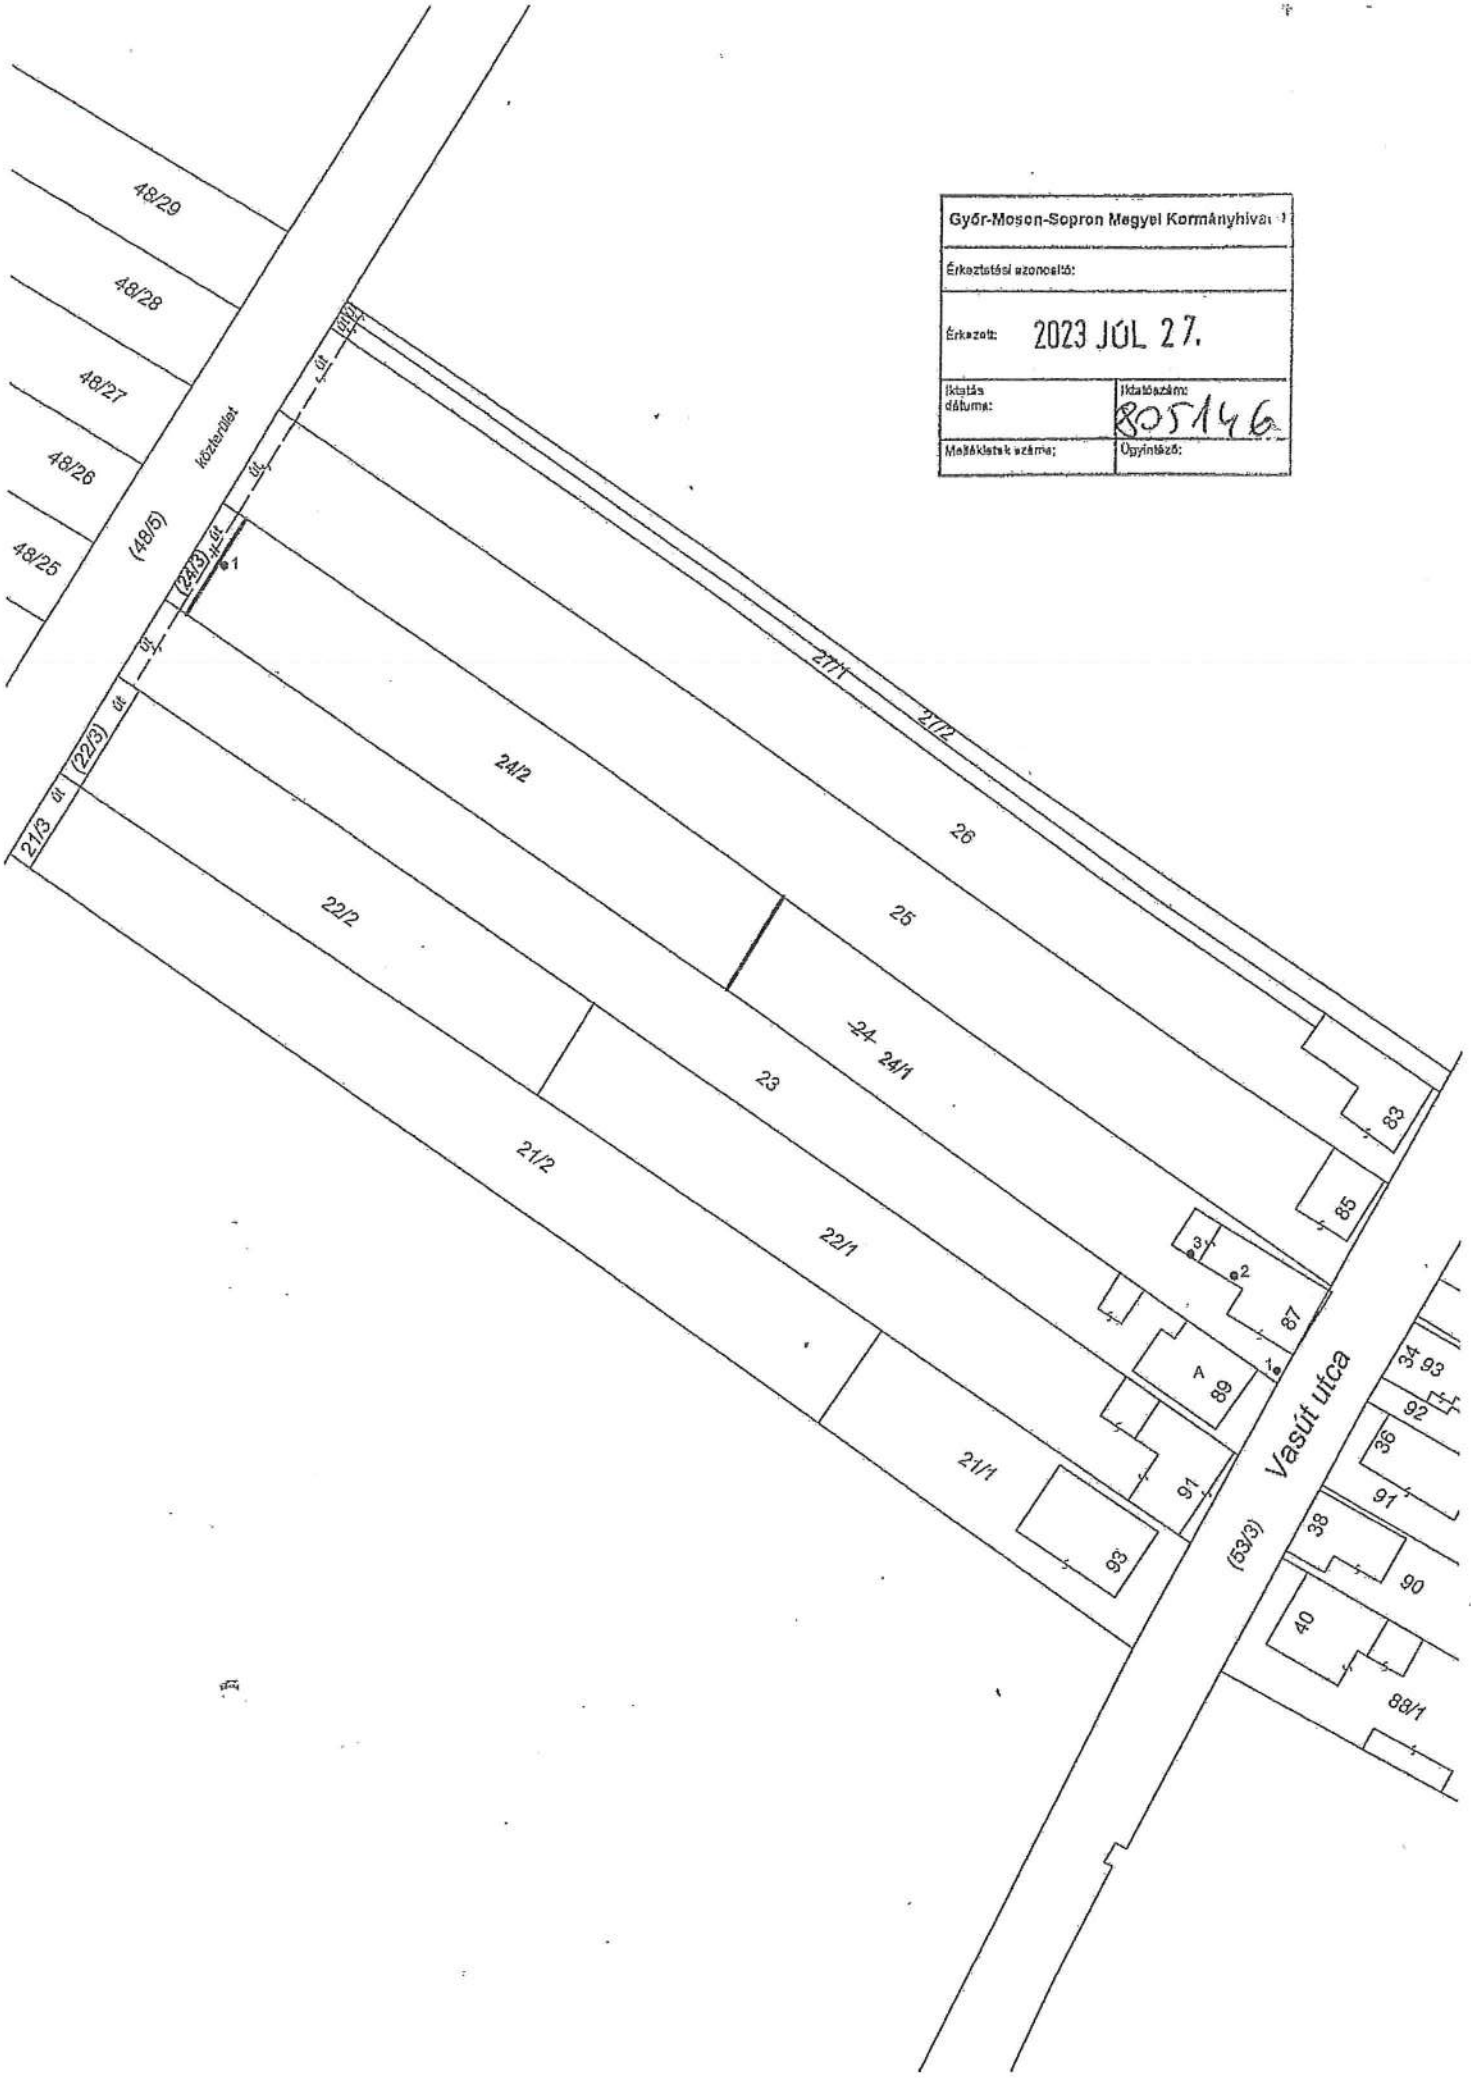 Győr-Moson-Sopron Megyei Kormányhiva
Érkeztetési azonosító:
Érkezett: 2023 JÚL 27.
Iktatás dátuma:
Iktatószám: 805146
Mellékletek száma:
Ügyintéző:
48/29
48/28
48/27
48/26
48/25
közterület
(48/5)
út
út
út
út
(24/3)
út
1
út
út
(22/3)
út
21/3
27/1
27/2
24/2
26
25
22/2
24
24/1
23
21/2
22/1
21/1
83
85
3
2
87
1
A
89
91
93
Vasút utca
(53/3)
34
93
92
36
91
38
90
40
88/1